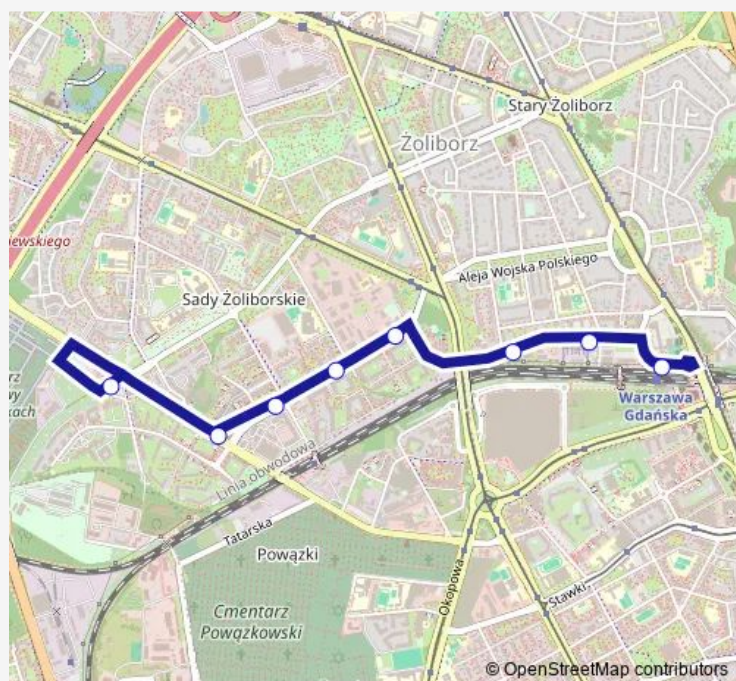 Stary Żoliborz
Żoliborz
ewskiego
Aleja Wojska Polskiego
Sady Żoliborskie
Warszawa
Gdańska
kach
Linia obwodowa
Tatarska
Powązki
Okopowa
Stawki
Cmentarz
Powązkowski
© OpenStreetMap contributors